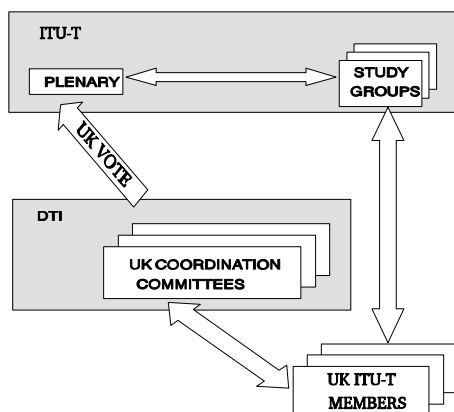 ITU-T
PLENARY
STUDY
GROUPS
UK VOTE
DTI
UK COORDINATION
COMMITTEES
UK ITU-T
MEMBERS